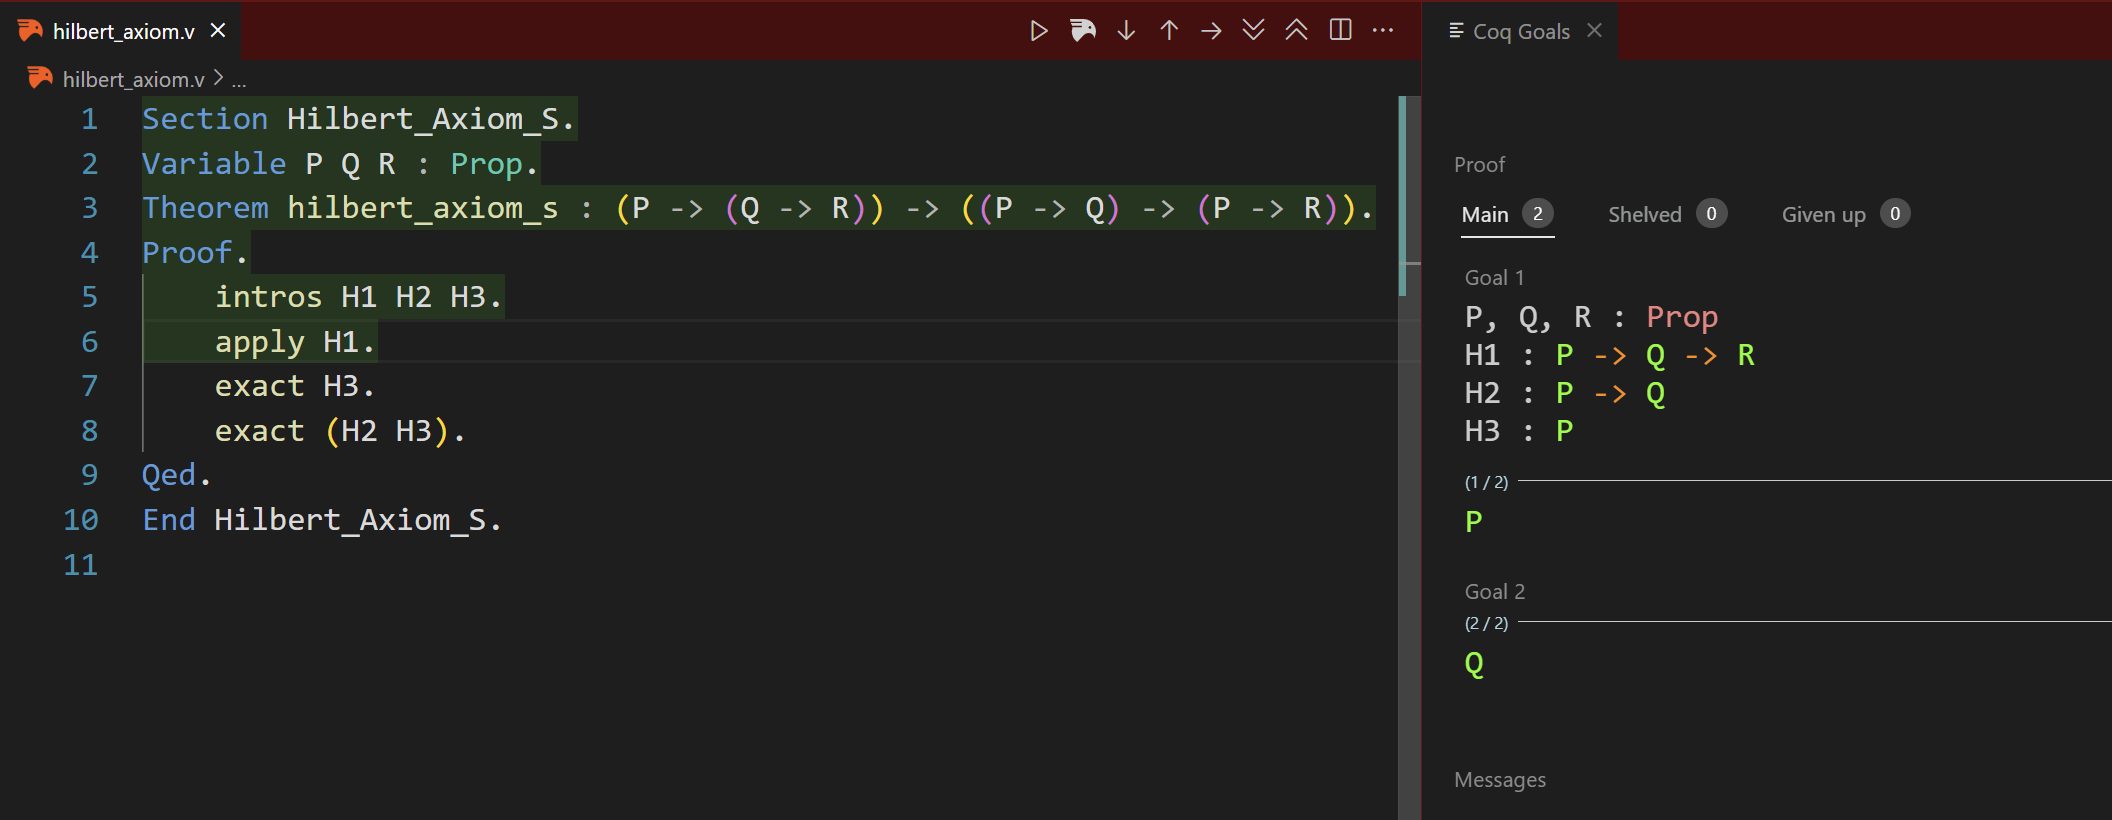 hilbert_axiom.v
hilbert_axiom.v > ...
1 Section Hilbert_Axiom_S.
2 Variable P Q R : Prop.
3 Theorem hilbert_axiom_s : (P -> (Q -> R)) -> ((P -> Q) -> (P -> R)).
4 Proof.
5 intros H1 H2 H3.
6 apply H1.
7 exact H3.
8 exact (H2 H3).
9 Qed.
10 End Hilbert_Axiom_S.
11
Coq Goals
Proof
Main 2 Shelved 0 Given up 0
Goal 1
P, Q, R : Prop
H1 : P -> Q -> R
H2 : P -> Q
H3 : P
(1 / 2)
P
Goal 2
(2 / 2)
Q
Messages